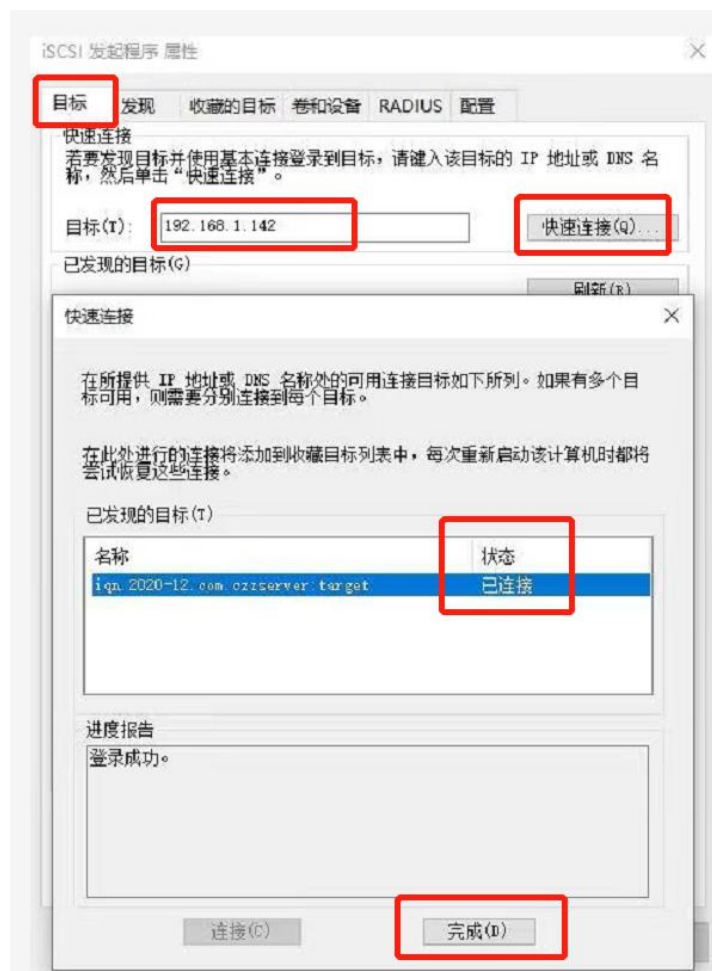 iSCSI 发起程序 属性
目标 发现 收藏的目标 卷和设备 RADIUS 配置
快速连接
若要发现目标并使用基本连接登录到目标，请键入该目标的 IP 地址或 DNS 名
称，然后单击“快速连接”。
目标(T): 192.168.1.142 快速连接(Q)...
已发现的目标(G)
刷新(R)
快速连接
在所提供 IP 地址或 DNS 名称处的可用连接目标如下所列。如果有多个目
标可用，则需要分别连接到每个目标。
在此处进行的连接将添加到收藏目标列表中，每次重新启动该计算机时都将
尝试恢复这些连接。
已发现的目标(T)
名称 状态
iqn.2020-12.com.czzserver:target 已连接
进度报告
登录成功。
连接(C) 完成(D)